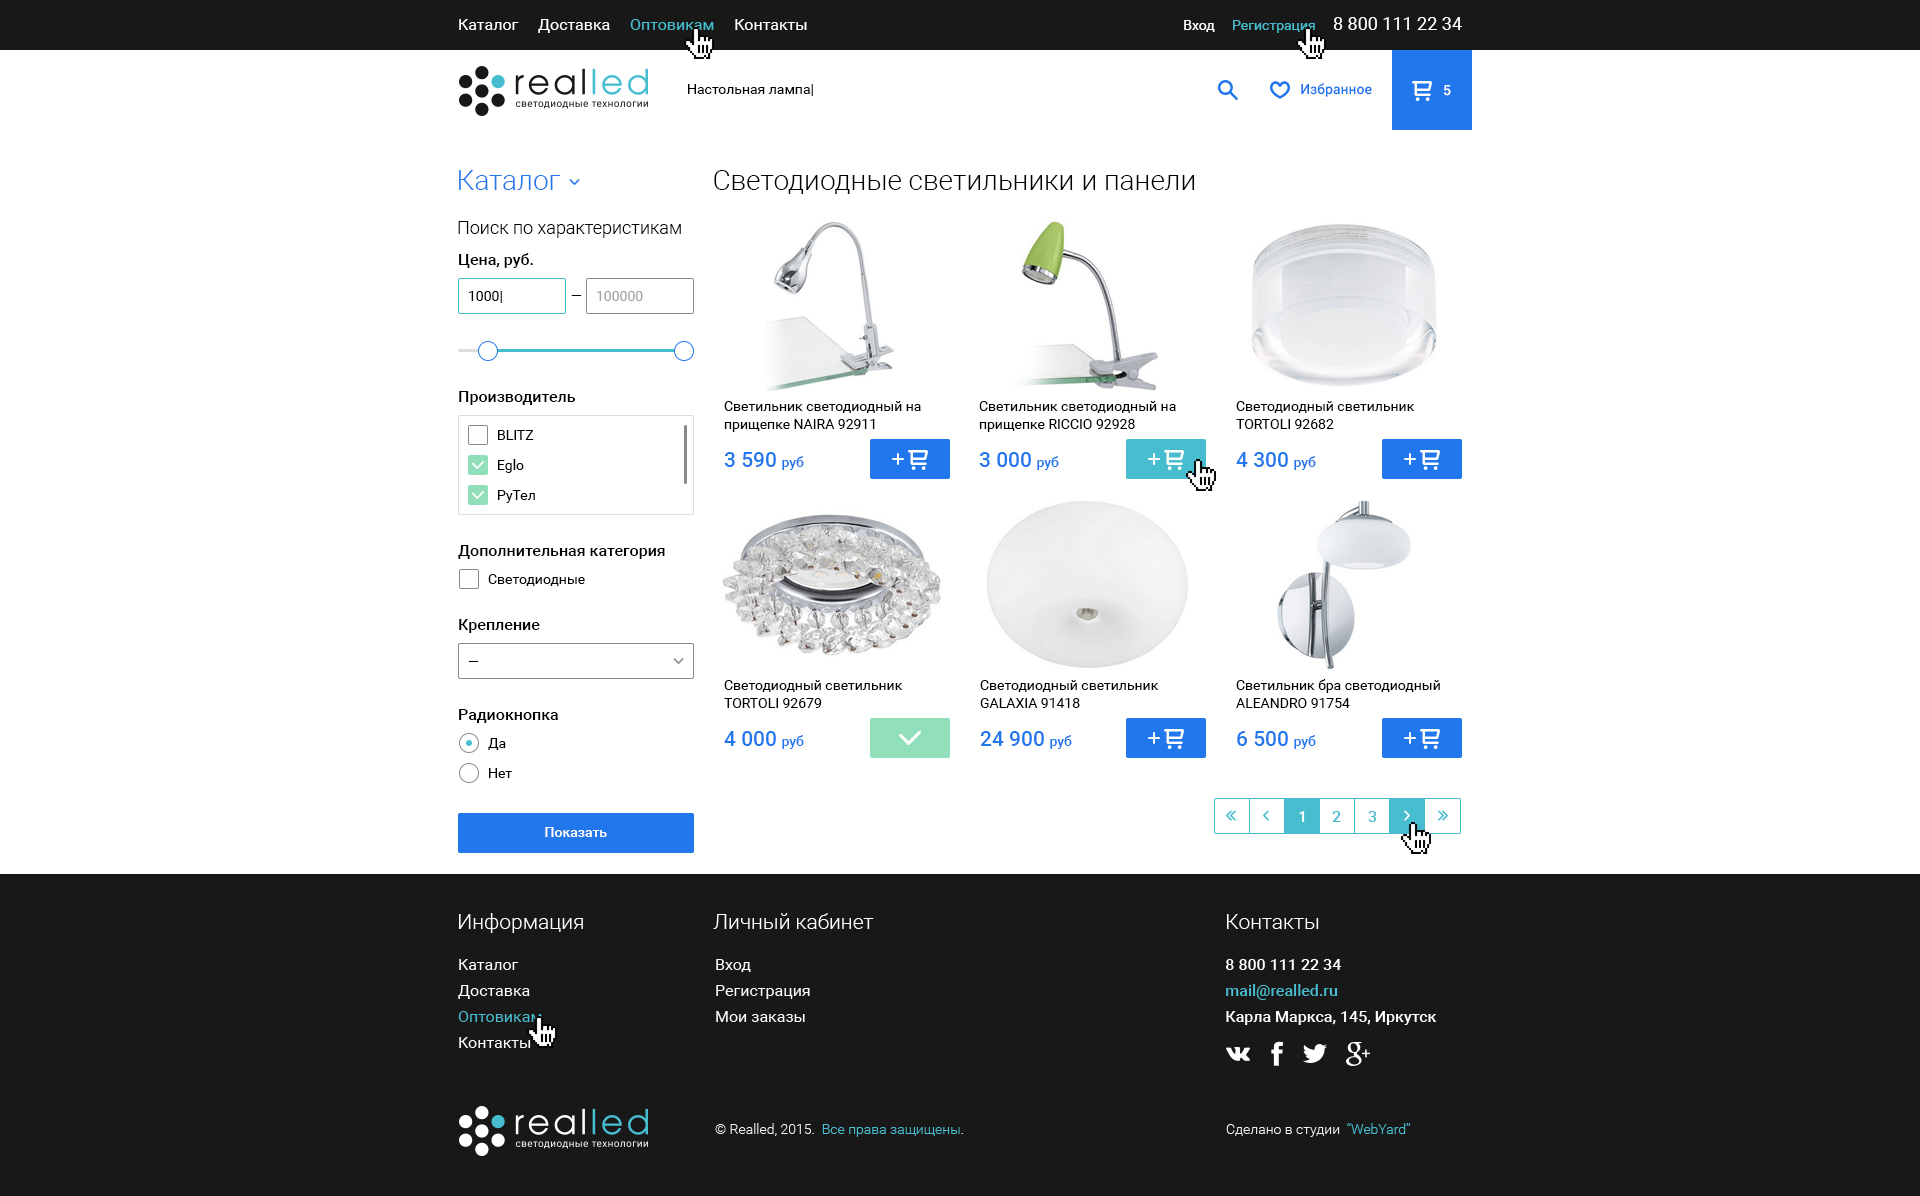 Каталог Доставка Оптовикам Контакты Вход Регистрация 8 800 111 22 34
realled
светодиодные технологии
Настольная лампа|
Избранное
5
Каталог
Светодиодные светильники и панели
Поиск по характеристикам
Цена, руб.
1000| — 100000
Производитель
BLITZ
Eglo
РуТел
Дополнительная категория
Светодиодные
Крепление
—
Радиокнопка
Да
Нет
Показать
Светильник светодиодный на
прищепке NAIRA 92911
3 590 руб
+
Светильник светодиодный на
прищепке RICCIO 92928
3 000 руб
+
Светодиодный светильник
TORTOLI 92682
4 300 руб
+
Светодиодный светильник
TORTOLI 92679
4 000 руб
Светодиодный светильник
GALAXIA 91418
24 900 руб
+
Светильник бра светодиодный
ALEANDRO 91754
6 500 руб
+
« ‹ 1 2 3 › »
Информация
Каталог
Доставка
Оптовикам
Контакты
Личный кабинет
Вход
Регистрация
Мои заказы
Контакты
8 800 111 22 34
mail@realled.ru
Карла Маркса, 145, Иркутск
realled
светодиодные технологии
© Realled, 2015. Все права защищены.
Сделано в студии "WebYard"